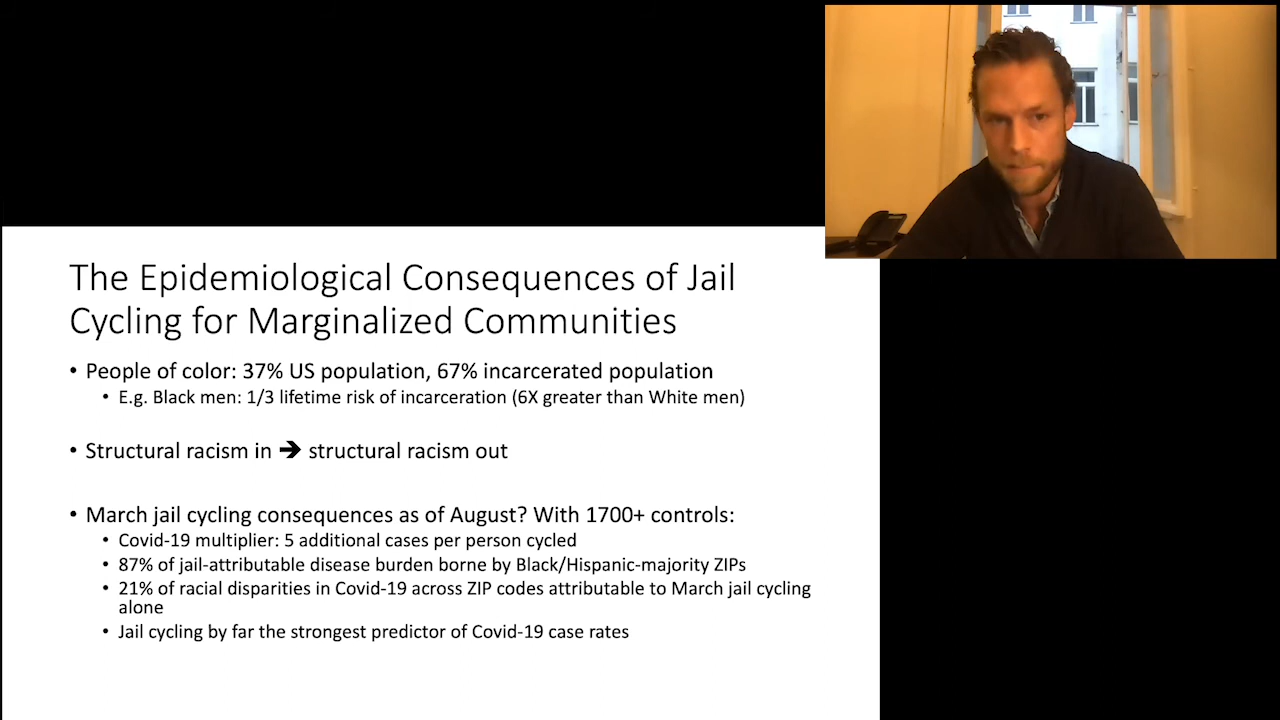 The Epidemiological Consequences of Jail
Cycling for Marginalized Communities
• People of color: 37% US population, 67% incarcerated population
• E.g. Black men: 1/3 lifetime risk of incarceration (6X greater than White men)
• Structural racism in ➔ structural racism out
• March jail cycling consequences as of August? With 1700+ controls:
• Covid-19 multiplier: 5 additional cases per person cycled
• 87% of jail-attributable disease burden borne by Black/Hispanic-majority ZIPs
• 21% of racial disparities in Covid-19 across ZIP codes attributable to March jail cycling
alone
• Jail cycling by far the strongest predictor of Covid-19 case rates